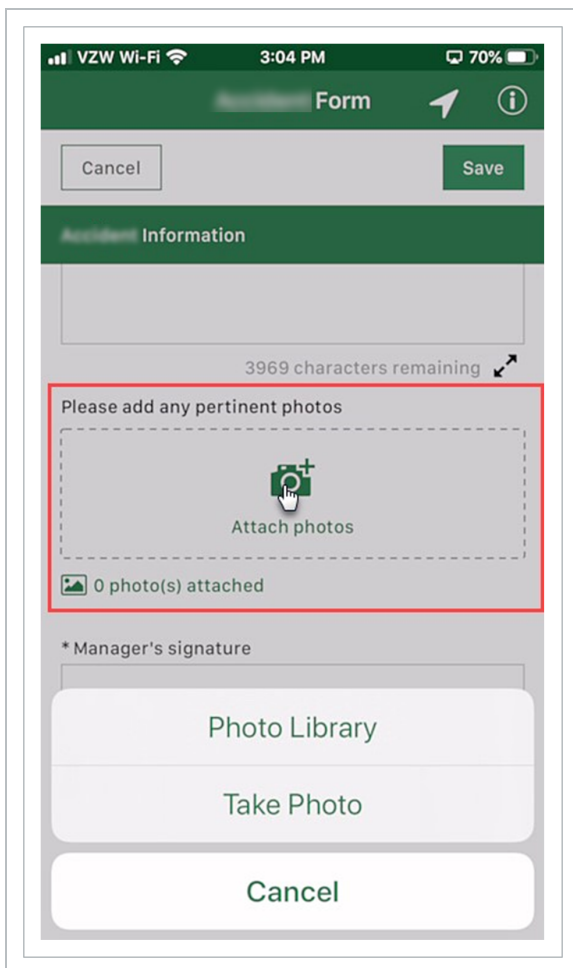 VZW Wi-Fi 3:04 PM 70%
Form
Cancel Save
Information
3969 characters remaining
Please add any pertinent photos
Attach photos
0 photo(s) attached
* Manager's signature
Photo Library
Take Photo
Cancel